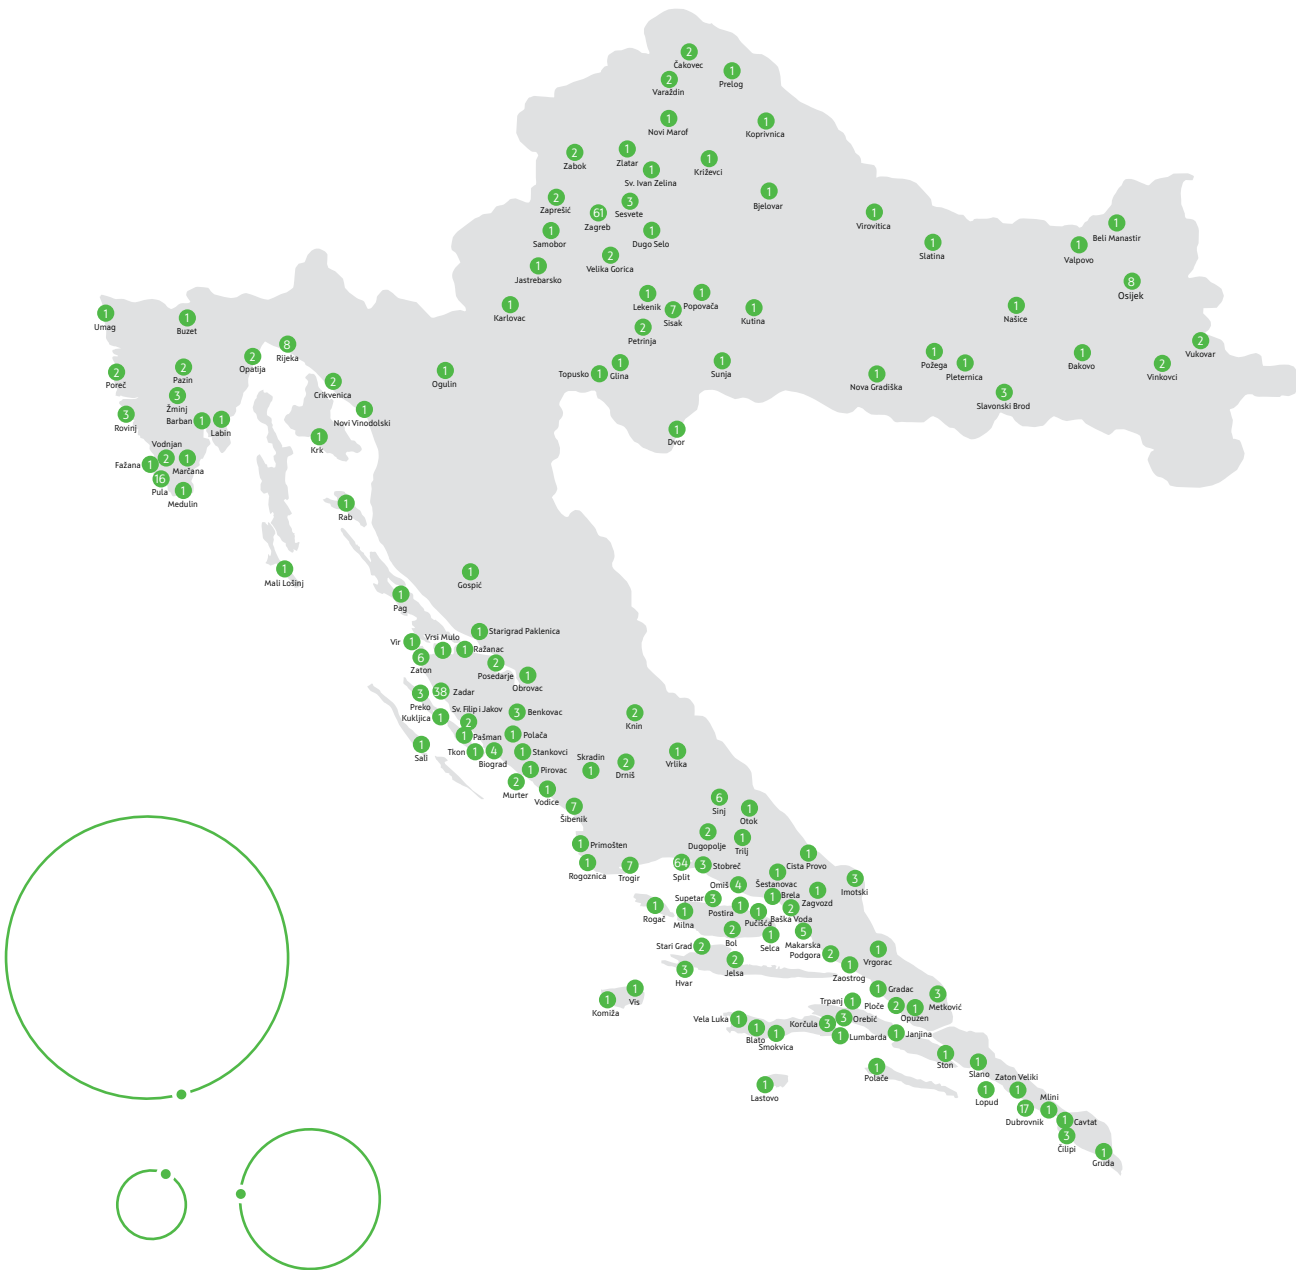 2
Čakovec
1
Prelog
2
Varaždin
1
Novi Marof
1
Koprivnica
2
Zabok
1
Zlatar
1
Križevci
1
Sv. Ivan Zelina
1
Bjelovar
2
Zaprešić
3
Sesvete
61
Zagreb
1
Virovitica
1
Samobor
1
Dugo Selo
1
Slatina
1
Beli Manastir
1
Valpovo
2
Velika Gorica
1
Jastrebarsko
8
Osijek
1
Karlovac
1
Lekenik
7
Sisak
1
Popovača
1
Kutina
1
Našice
2
Petrinja
1
Umag
1
Buzet
8
Rijeka
2
Opatija
2
Poreč
2
Pazin
3
Žminj
2
Crikvenica
1
Ogulin
Topusko 1
1
Glina
1
Sunja
1
Nova Gradiška
1
Požega
1
Pleternica
3
Slavonski Brod
1
Đakovo
2
Vinkovci
2
Vukovar
3
Rovinj
Barban 1
1
Labin
1
Novi Vinodolski
1
Krk
1
Dvor
Vodnjan
2
Fažana 1
1
Marčana
16
Pula
1
Medulin
1
Rab
1
Mali Lošinj
1
Gospić
1
Pag
1 Starigrad Paklenica
Vir 1
Vrsi Mulo
1
1 Ražanac
6
Zaton
2
Posedarje
1
Obrovac
3
Preko
38 Zadar
Kukljica 1
Sv. Filip i Jakov
2
3 Benkovac
2
Knin
1 Pašman
1 Polača
1
Sali
Tkon 1
4
Biograd
1 Stankovci
1 Pirovac
Skradin
1
2
Drniš
1
Vrlika
2
Murter
1
Vodice
7
Šibenik
6
Sinj
1
Otok
2
Dugopolje
1
Trilj
1 Primošten
1
Rogoznica
7
Trogir
64
Split
3 Stobreč
1
Cista Provo
1
Šestanovac
3
Imotski
Omiš 4
1 Brela
1
Zagvozd
Supetar 3
1
Rogač
1
Milna
Postira 1
1
Pučišća
2
Baška Voda
2
Bol
1
Selca
5
Makarska
Stari Grad 2
Podgora 2
1
Vrgorac
2
Jelsa
3
Hvar
1
Zaostrog
1
Vis
1
Komiža
1 Gradac
3
Metković
Trpanj 1
Ploče 2
1
Opuzen
Vela Luka 1
1
Blato
1
Smokvica
Korčula 3
3 Orebić
1 Lumbarda
1 Janjina
1
Ston
1
Slano
1
Polače
1
Lastovo
1
Lopud
Zaton Veliki
1
17
Dubrovnik
Mlini
1
1 Cavtat
3
Čilipi
1
Gruda